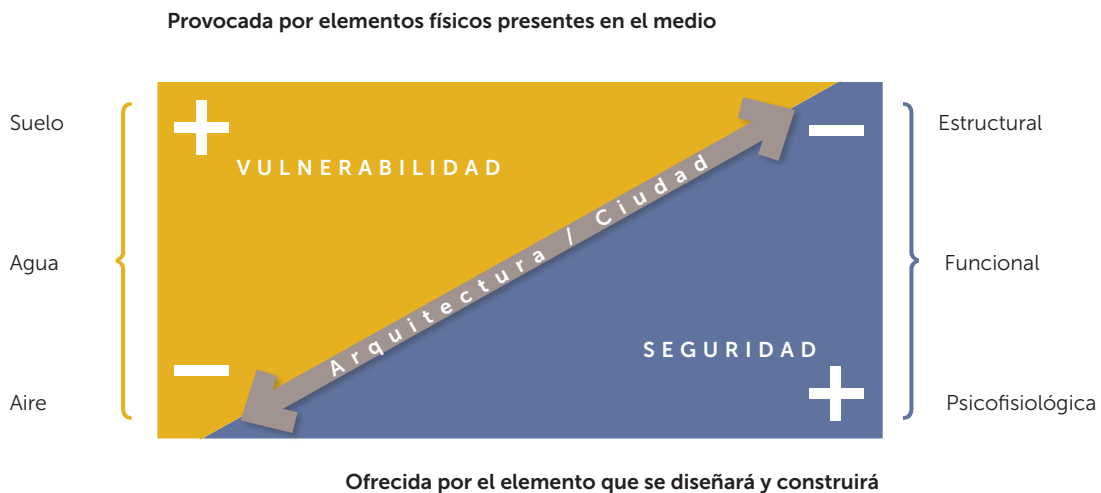 Provocada por elementos físicos presentes en el medio
Suelo
Agua
Aire
VULNERABILIDAD
Arquitectura / Ciudad
SEGURIDAD
Estructural
Funcional
Psicofisiológica
Ofrecida por el elemento que se diseñará y construirá